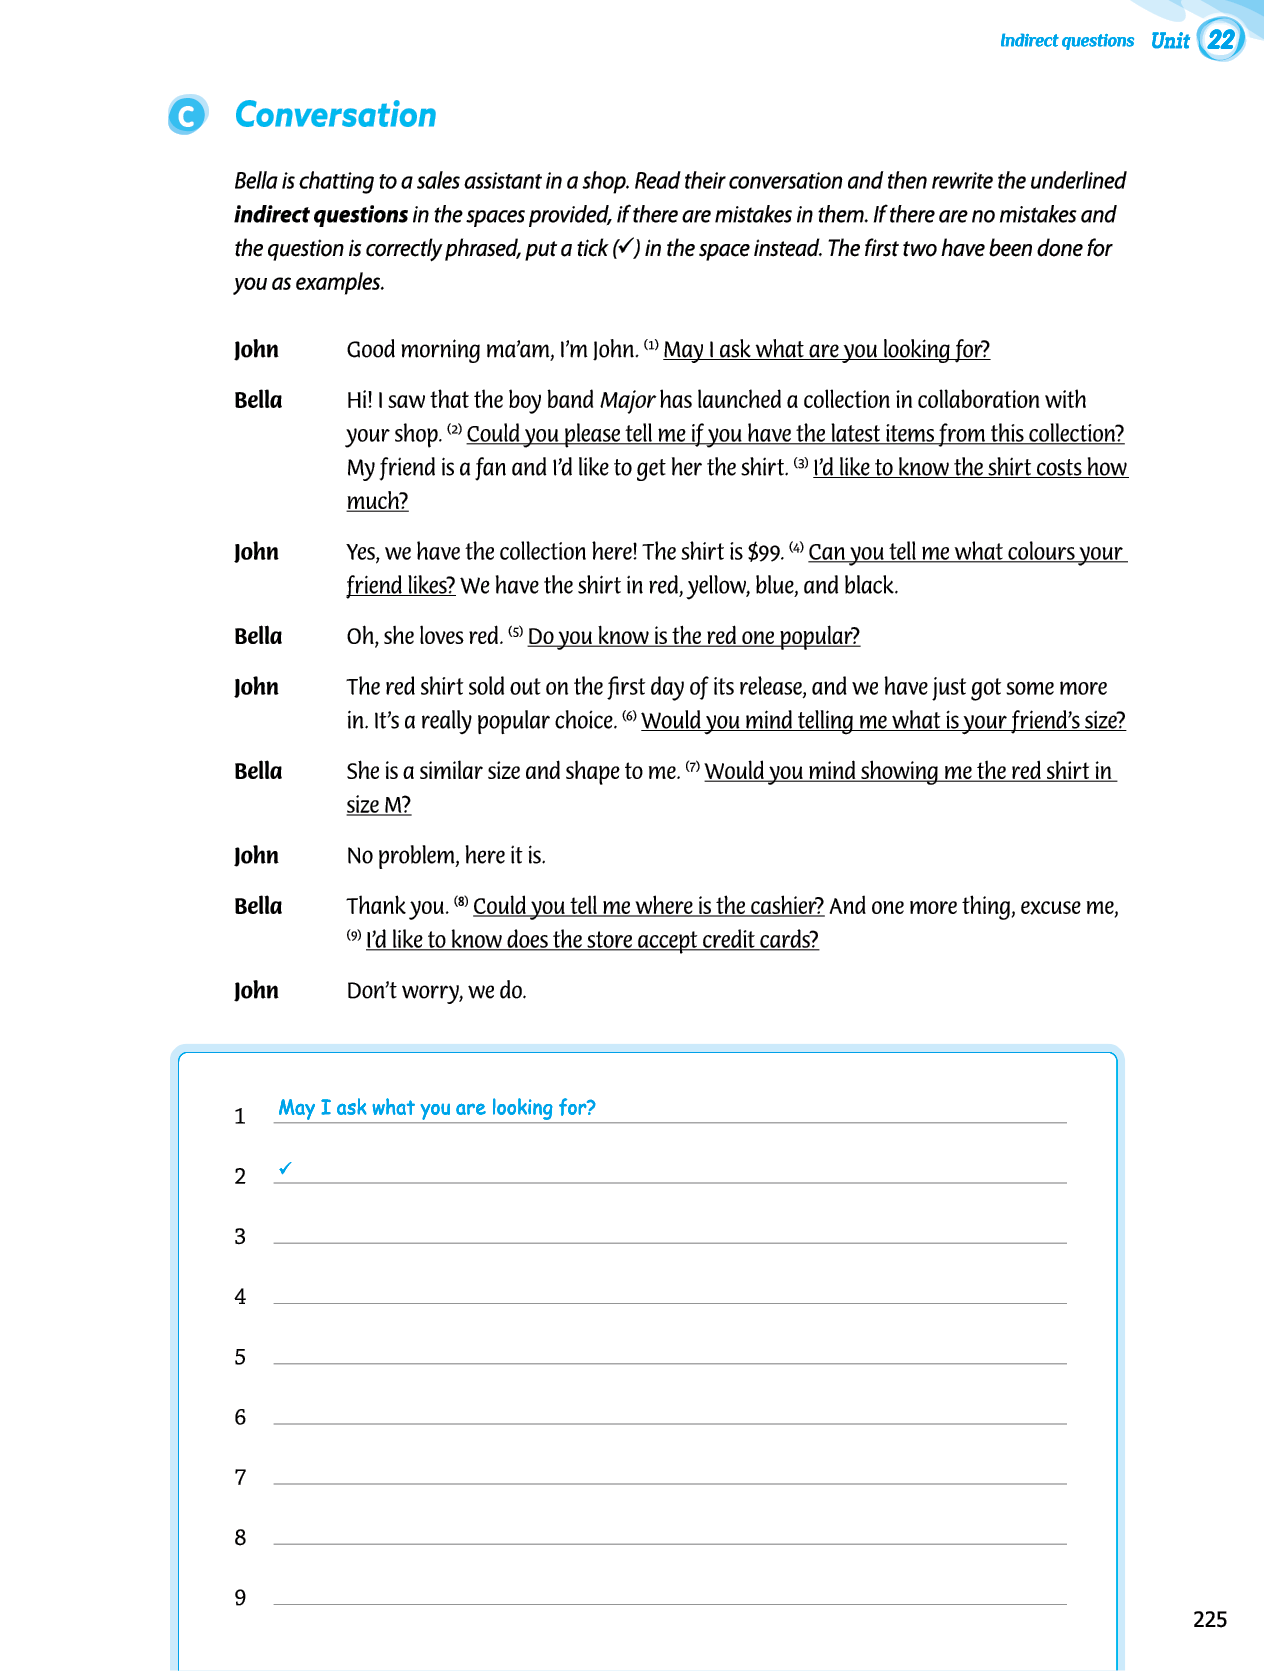 Indirect questions Unit 22
C Conversation
Bella is chatting to a sales assistant in a shop. Read their conversation and then rewrite the underlined
indirect questions in the spaces provided, if there are mistakes in them. If there are no mistakes and
the question is correctly phrased, put a tick (✓) in the space instead. The first two have been done for
you as examples.
John Good morning ma’am, I’m John. (1) May I ask what are you looking for?
Bella Hi! I saw that the boy band Major has launched a collection in collaboration with
your shop. (2) Could you please tell me if you have the latest items from this collection?
My friend is a fan and I’d like to get her the shirt. (3) I’d like to know the shirt costs how
much?
John Yes, we have the collection here! The shirt is $99. (4) Can you tell me what colours your
friend likes? We have the shirt in red, yellow, blue, and black.
Bella Oh, she loves red. (5) Do you know is the red one popular?
John The red shirt sold out on the first day of its release, and we have just got some more
in. It’s a really popular choice. (6) Would you mind telling me what is your friend’s size?
Bella She is a similar size and shape to me. (7) Would you mind showing me the red shirt in
size M?
John No problem, here it is.
Bella Thank you. (8) Could you tell me where is the cashier? And one more thing, excuse me,
(9) I’d like to know does the store accept credit cards?
John Don’t worry, we do.
1 May I ask what you are looking for?
2 ✓
3
4
5
6
7
8
9
225